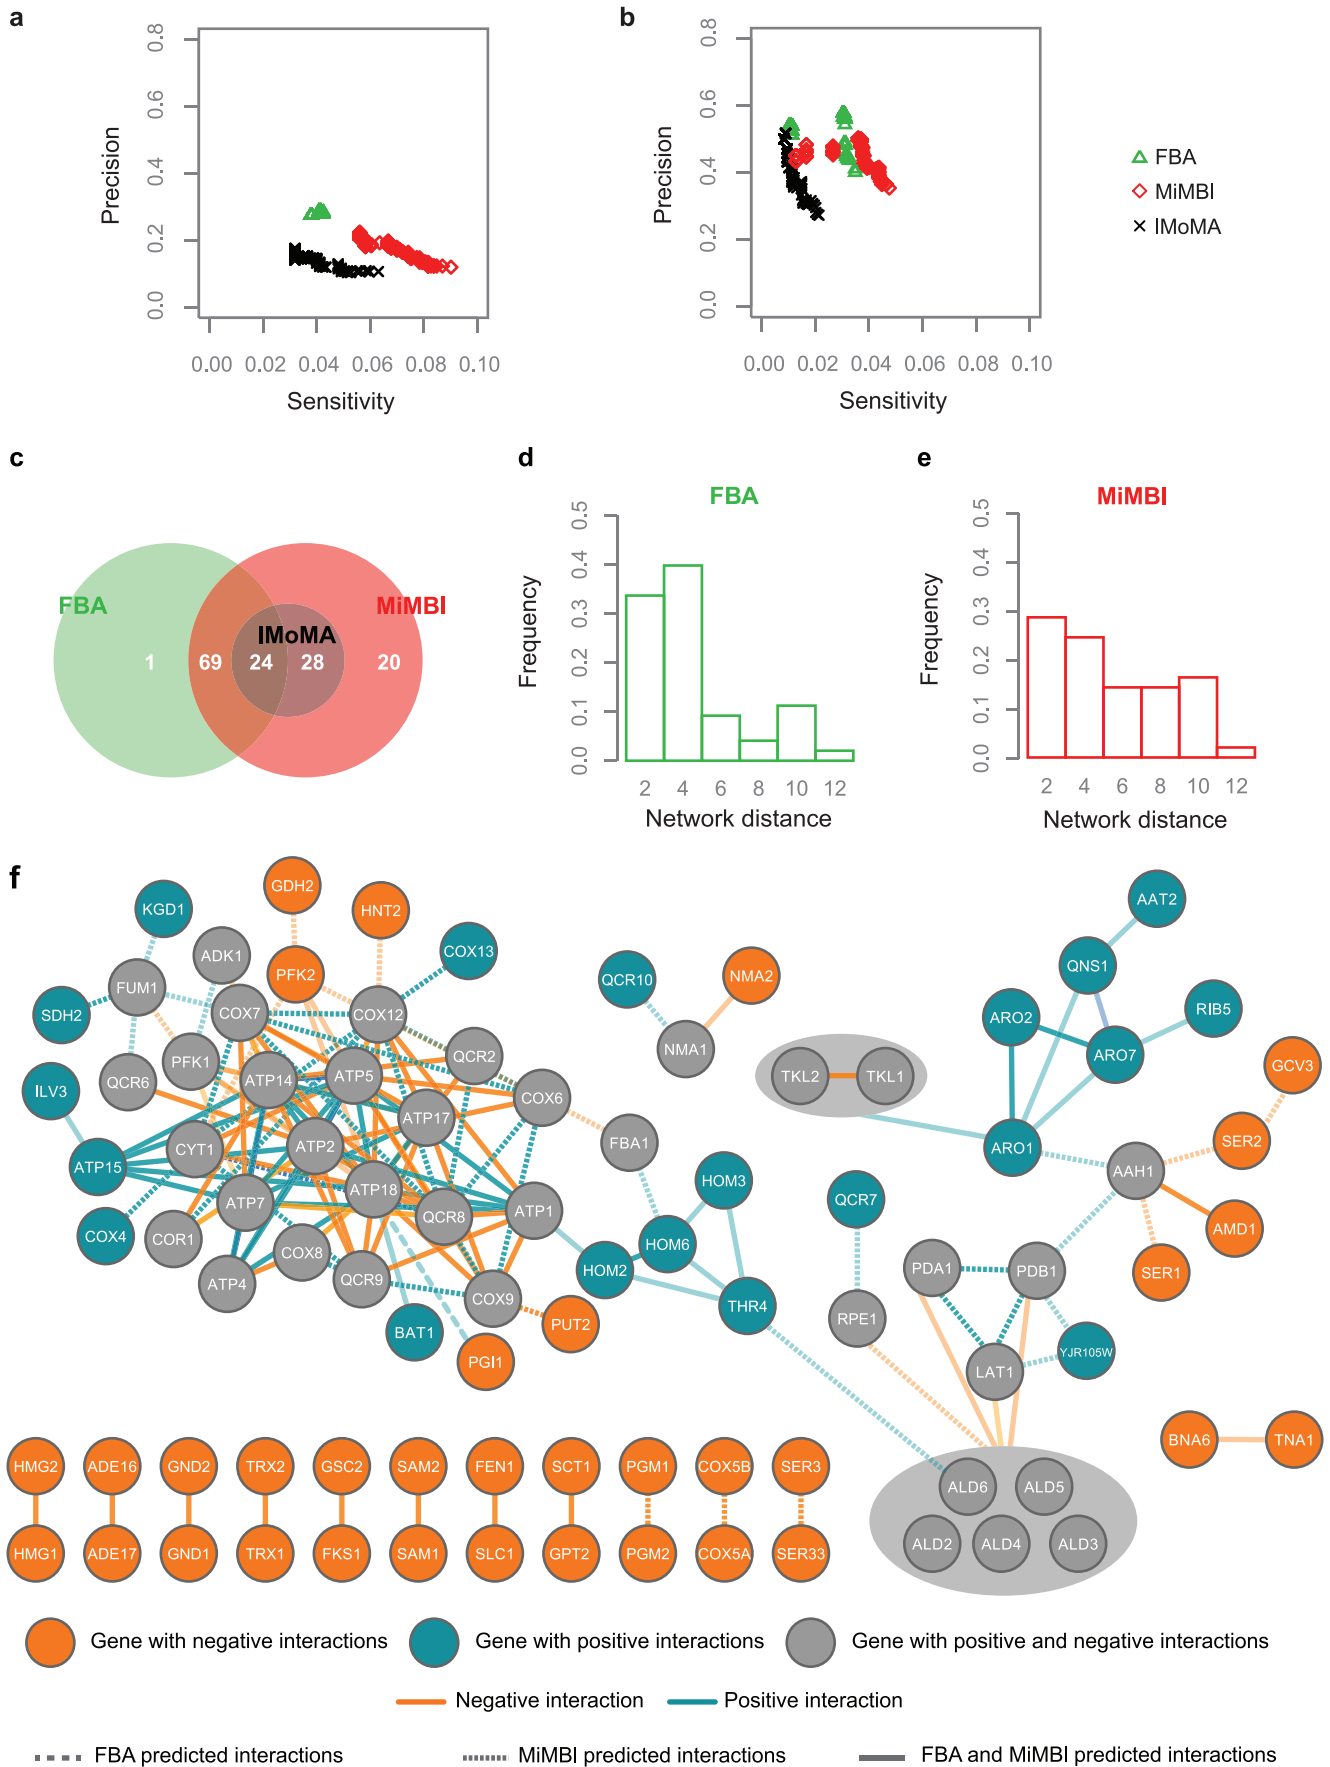 a
0.0
0.2
0.4
0.6
0.8
Precision
0.00 0.02 0.04 0.06 0.08 0.10
Sensitivity
b
0.0
0.2
0.4
0.6
0.8
Precision
0.00 0.02 0.04 0.06 0.08 0.10
Sensitivity
FBA
MiMBl
lMoMA
c
FBA
MiMBl
lMoMA
1 69 24 28 20
d
FBA
0.0
0.1
0.2
0.3
0.4
0.5
Frequency
2 4 6 8 10 12
Network distance
e
MiMBl
0.0
0.1
0.2
0.3
0.4
0.5
Frequency
2 4 6 8 10 12
Network distance
f
GDH2
KGD1
HNT2
ADK1
COX13
PFK2
FUM1
SDH2
COX7
COX12
PFK1
QCR2
QCR6
ILV3
ATP14
ATP5
COX6
ATP17
CYT1
ATP2
ATP15
ATP18
ATP7
QCR8
ATP1
COX4
COR1
COX8
ATP4
QCR9
COX9
BAT1
PUT2
PGI1
FBA1
HOM3
HOM6
HOM2
THR4
QCR10
NMA2
NMA1
TKL2
TKL1
AAT2
QNS1
ARO2
RIB5
ARO7
ARO1
GCV3
SER2
AAH1
AMD1
SER1
QCR7
RPE1
PDA1
PDB1
LAT1
YJR105W
BNA6
TNA1
ALD6
ALD5
ALD2
ALD4
ALD3
HMG2 ADE16 GND2 TRX2 GSC2 SAM2 FEN1 SCT1 PGM1 COX5B SER3
HMG1 ADE17 GND1 TRX1 FKS1 SAM1 SLC1 GPT2 PGM2 COX5A SER33
Gene with negative interactions
Gene with positive interactions
Gene with positive and negative interactions
Negative interaction
Positive interaction
FBA predicted interactions
MiMBl predicted interactions
FBA and MiMBl predicted interactions